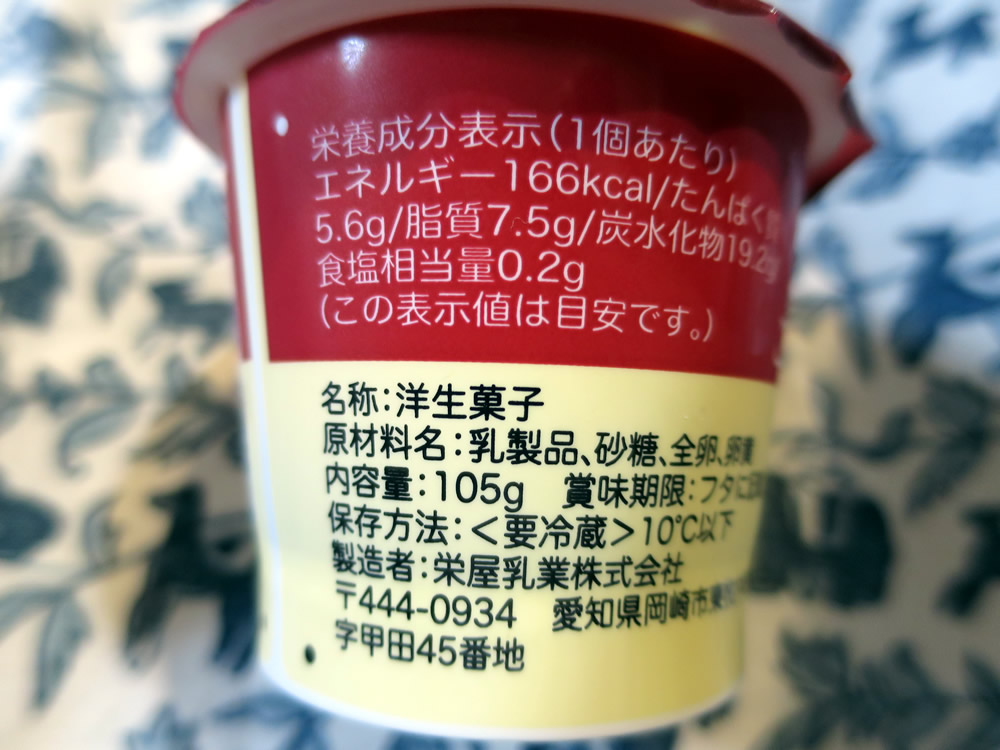 栄養成分表示(1個あたり)
エネルギー166kcal/たんぱく質
5.6g/脂質7.5g/炭水化物19.2g
食塩相当量0.2g
(この表示値は目安です。)
名称:洋生菓子
原材料名:乳製品、砂糖、全卵、卵黄
内容量:105g 賞味期限:フタに
保存方法:<要冷蔵>10℃以下
製造者:栄屋乳業株式会社
〒444-0934 愛知県岡崎市
字甲田45番地